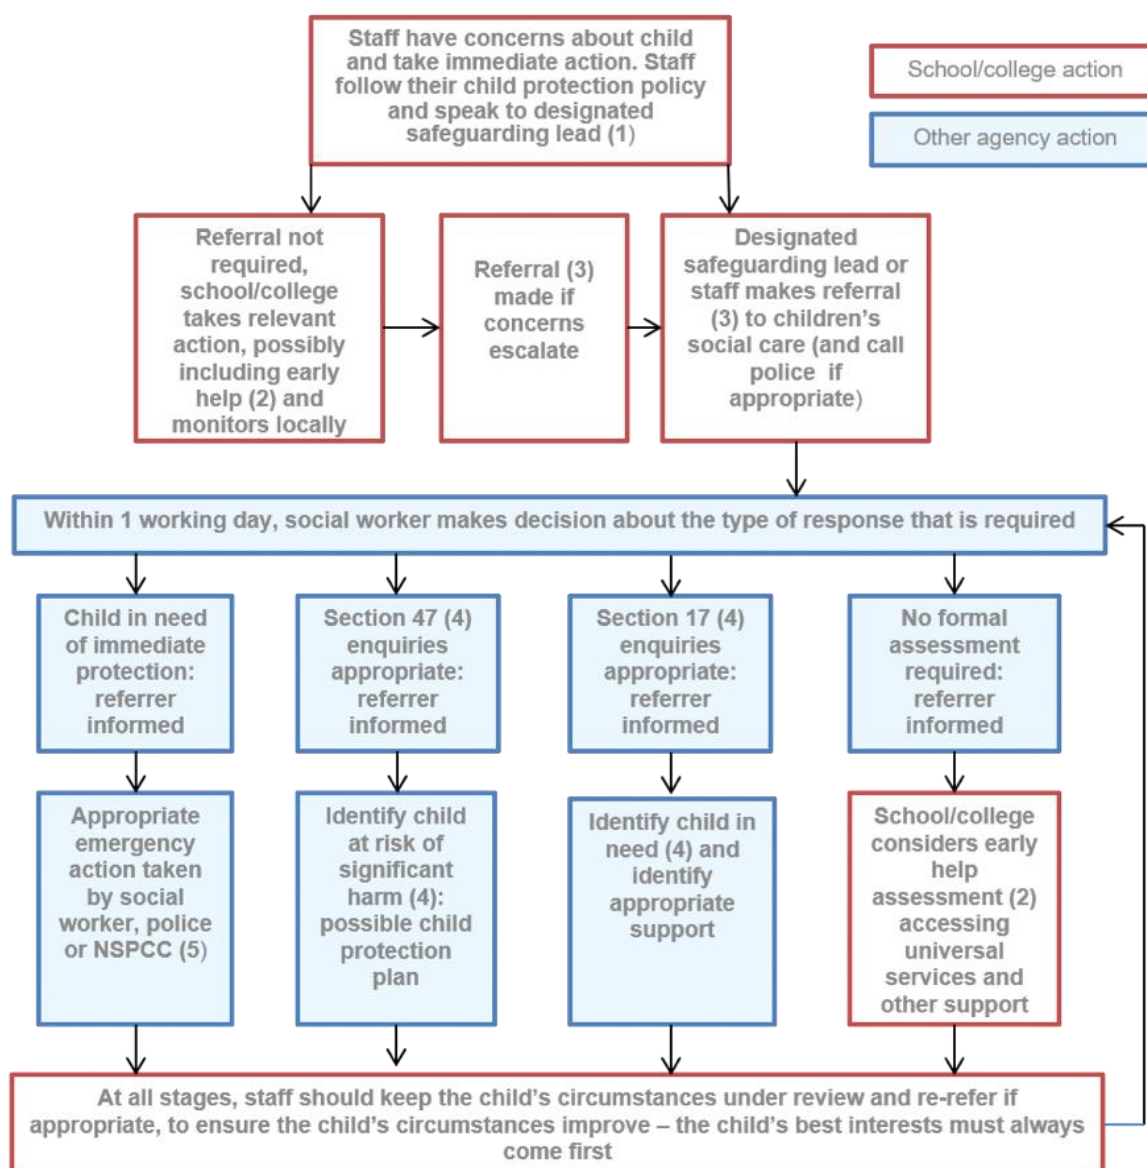 Staff have concerns about child
and take immediate action. Staff
follow their child protection policy
and speak to designated
safeguarding lead (1)
School/college action
Other agency action
Referral not
required,
school/college
takes relevant
action, possibly
including early
help (2) and
monitors locally
Referral (3)
made if
concerns
escalate
Designated
safeguarding lead or
staff makes referral
(3) to children's
social care (and call
police if
appropriate)
Within 1 working day, social worker makes decision about the type of response that is required
Child in need
of immediate
protection:
referrer
informed
Section 47 (4)
enquiries
appropriate:
referrer
informed
Section 17 (4)
enquiries
appropriate:
referrer
informed
No formal
assessment
required:
referrer
informed
Appropriate
emergency
action taken
by social
worker, police
or NSPCC (5)
Identify child
at risk of
significant
harm (4):
possible child
protection
plan
Identify child in
need (4) and
identify
appropriate
support
School/college
considers early
help
assessment (2)
accessing
universal
services and
other support
At all stages, staff should keep the child's circumstances under review and re-refer if
appropriate, to ensure the child's circumstances improve – the child's best interests must always
come first